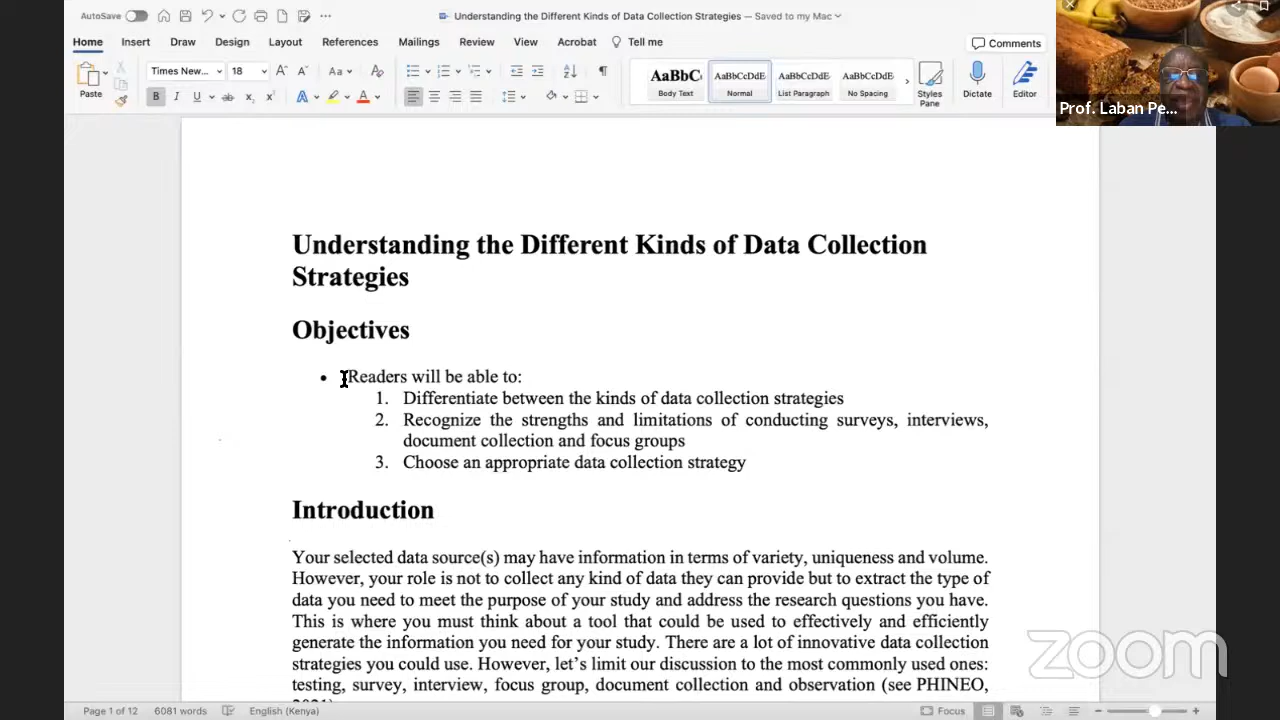 AutoSave
Understanding the Different Kinds of Data Collection Strategies — Saved to my Mac
Home Insert Draw Design Layout References Mailings Review View Acrobat Tell me Comments
Paste
Times New... 18 Aa
B I U ab x x A A
AaBbC Body Text
AaBbCcDdE Normal
AaBbCcDdE List Paragraph
AaBbCcDdE No Spacing
Styles Pane
Dictate
Editor
Prof. Laban Pe...
Understanding the Different Kinds of Data Collection
Strategies
Objectives
• Readers will be able to:
1. Differentiate between the kinds of data collection strategies
2. Recognize the strengths and limitations of conducting surveys, interviews,
document collection and focus groups
3. Choose an appropriate data collection strategy
Introduction
Your selected data source(s) may have information in terms of variety, uniqueness and volume.
However, your role is not to collect any kind of data they can provide but to extract the type of
data you need to meet the purpose of your study and address the research questions you have.
This is where you must think about a tool that could be used to effectively and efficiently
generate the information you need for your study. There are a lot of innovative data collection
strategies you could use. However, let's limit our discussion to the most commonly used ones:
testing, survey, interview, focus group, document collection and observation (see PHINEO,
zoom
Page 1 of 12 6081 words English (Kenya) Focus